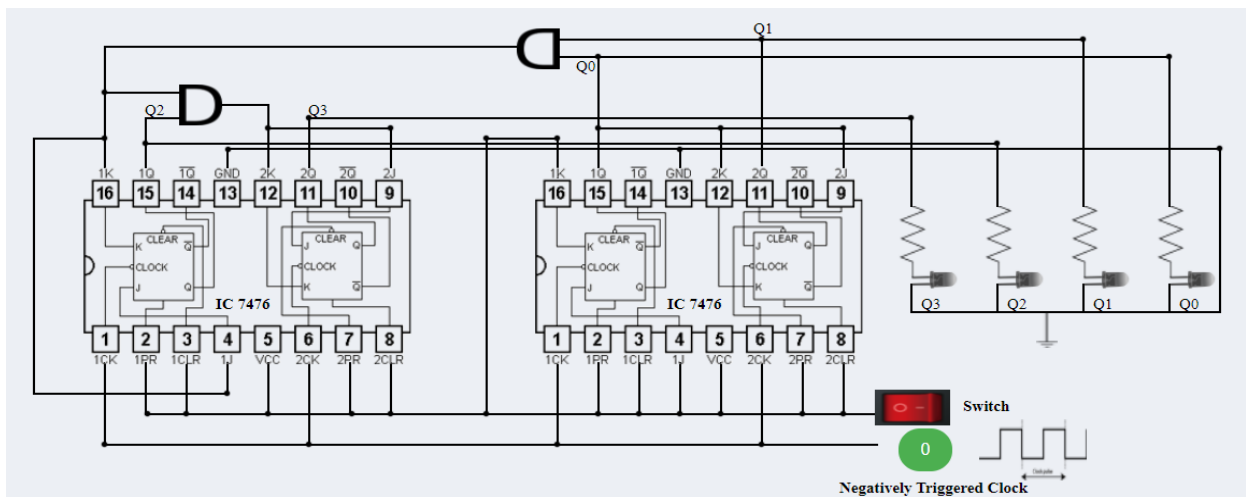 Q1
Q0
Q2
Q3
1K 1Q 1Q GND 2K 2Q 2Q 2J
16 15 14 13 12 11 10 9
CLEAR
K Q
CLOCK
J Q
CLEAR
J Q
CLOCK
K Q
IC 7476
1 2 3 4 5 6 7 8
1CK 1PR 1CLR 1J VCC 2CK 2PR 2CLR
1K 1Q 1Q GND 2K 2Q 2Q 2J
16 15 14 13 12 11 10 9
CLEAR
K Q
CLOCK
J Q
CLEAR
J Q
CLOCK
K Q
IC 7476
1 2 3 4 5 6 7 8
1CK 1PR 1CLR 1J VCC 2CK 2PR 2CLR
Q3 Q2 Q1 Q0
Switch
0
Negatively Triggered Clock